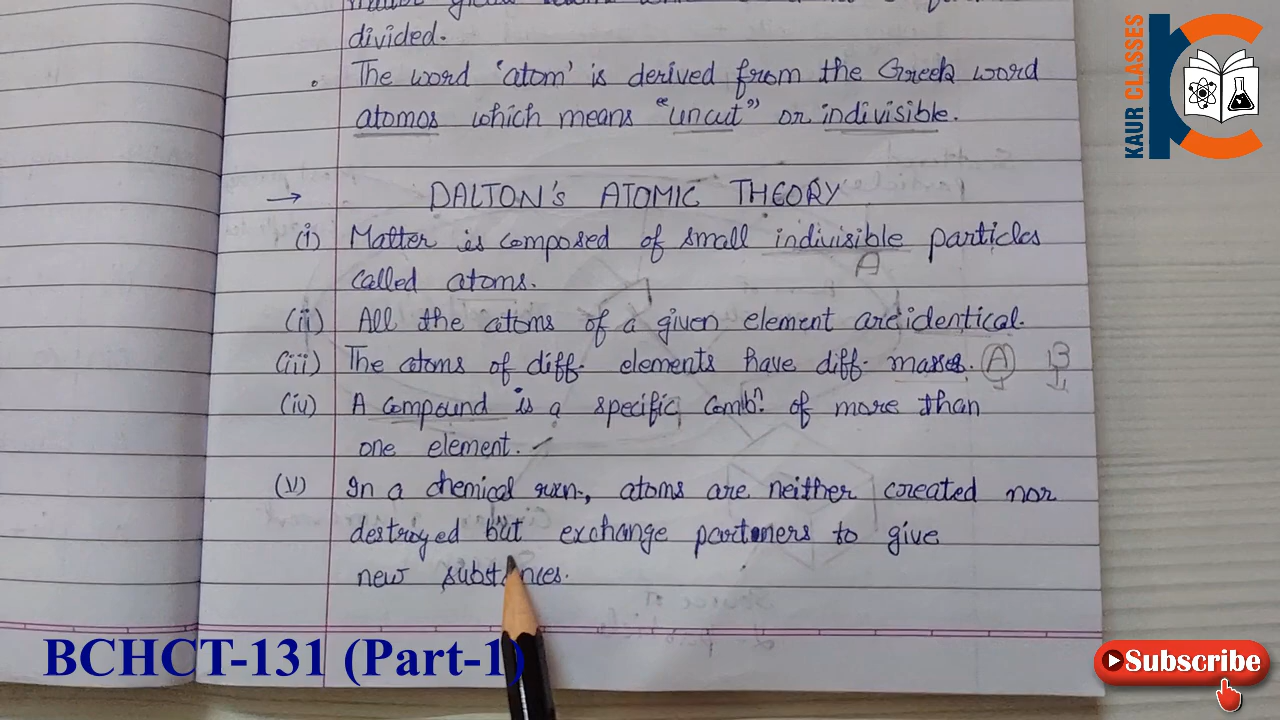 divided.
The word 'atom' is derived from the Greek word
atomos which means "uncut" or indivisible.
→ DALTON's ATOMIC THEORY
(i) Matter is composed of small indivisible particles
A
called atoms.
(ii) All the atoms of a given element are identical.
(iii) The atoms of diff. elements have diff. masses. A B
(iv) A compound is a specific combⁿ. of more than
one element.
(v) In a chemical rxn., atoms are neither created nor
destroyed but exchange partners to give
new substances.
KAUR CLASSES
BCHCT-131 (Part-1)
Subscribe